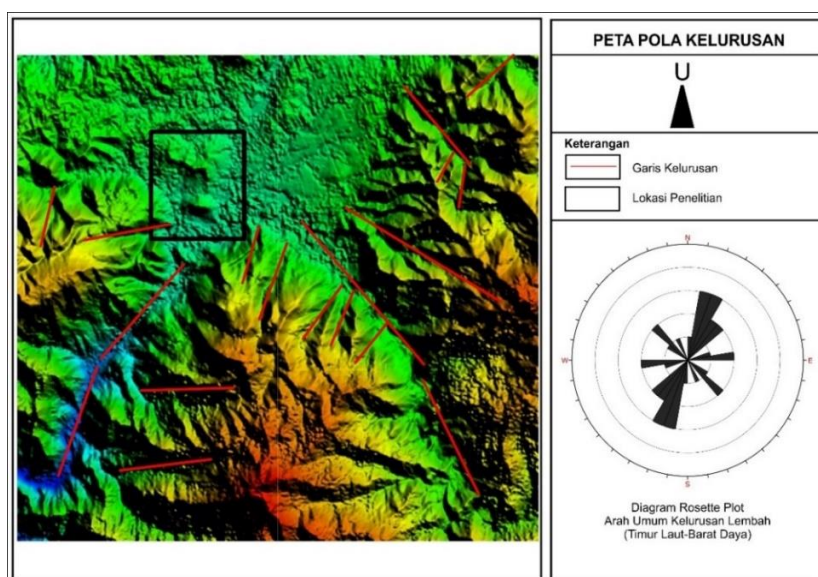 PETA POLA KELURUSAN
U
Keterangan
Garis Kelurusan
Lokasi Penelitian
N
W
E
S
Diagram Rosette Plot
Arah Umum Kelurusan Lembah
(Timur Laut-Barat Daya)